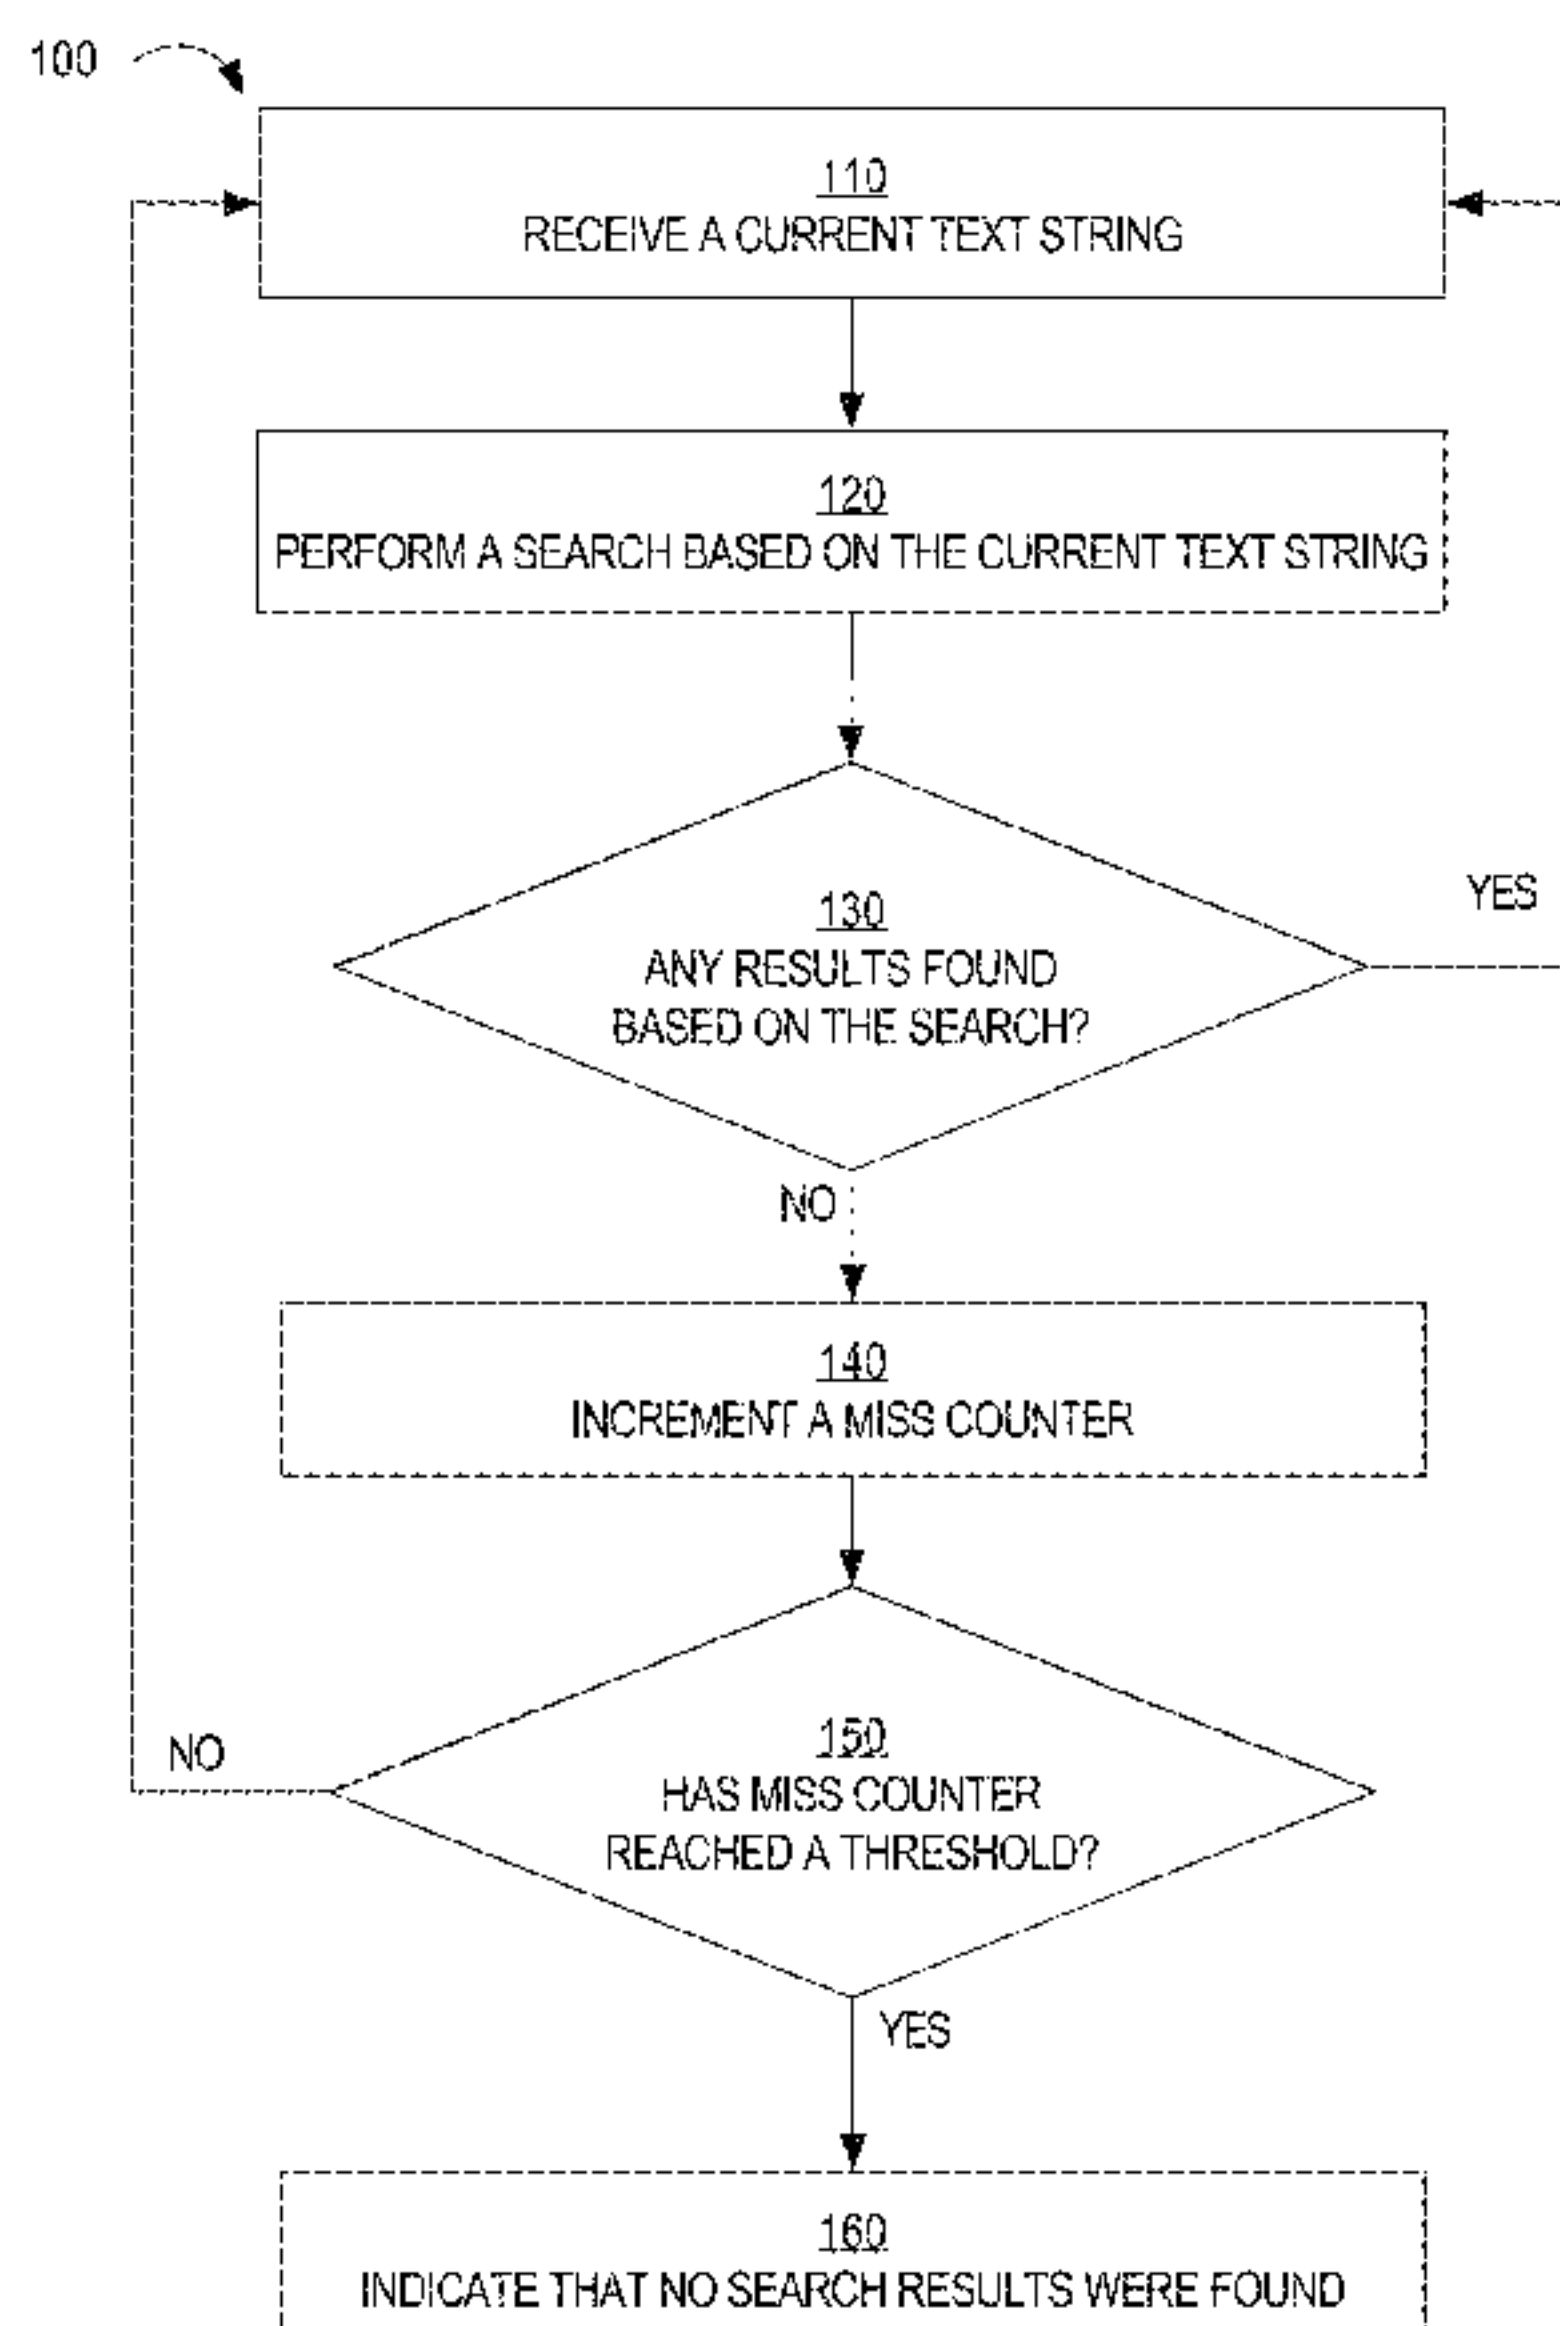 100
110
RECEIVE A CURRENT TEXT STRING
120
PERFORM A SEARCH BASED ON THE CURRENT TEXT STRING
130
ANY RESULTS FOUND
BASED ON THE SEARCH?
YES
NO
140
INCREMENT A MISS COUNTER
150
HAS MISS COUNTER
REACHED A THRESHOLD?
NO
YES
160
INDICATE THAT NO SEARCH RESULTS WERE FOUND